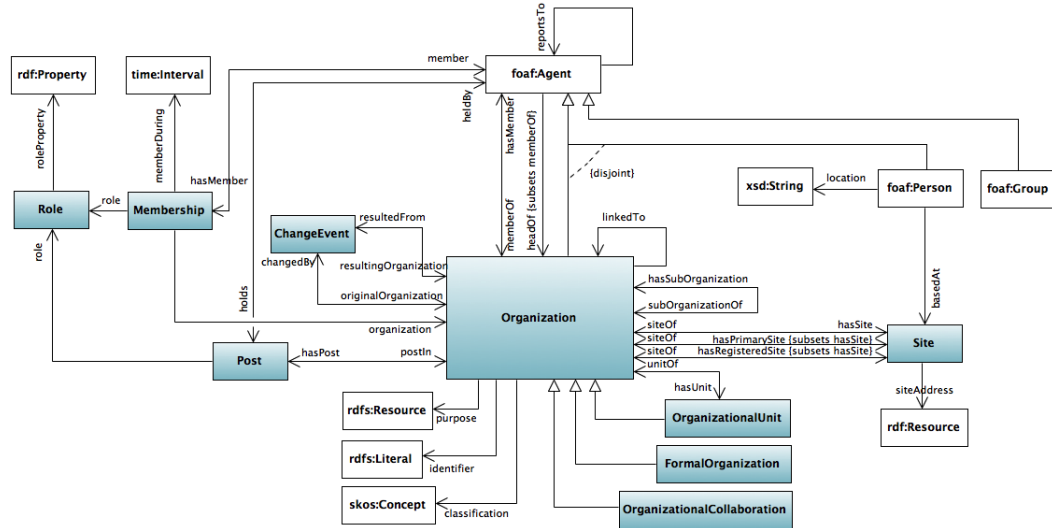 reportsTo
member
foaf:Agent
rdf:Property
time:Interval
heldBy
hasMember
headOf {subsets memberOf}
memberOf
roleProperty
memberDuring
{disjoint}
xsd:String
location
foaf:Person
foaf:Group
hasMember
Role
role
Membership
role
ChangeEvent
resultedFrom
changedBy
resultingOrganization
originalOrganization
organization
linkedTo
hasSubOrganization
subOrganizationOf
basedAt
Organization
holds
siteOf
hasSite
siteOf
hasPrimarySite {subsets hasSite}
siteOf
hasRegisteredSite {subsets hasSite}
unitOf
Site
Post
hasPost
postIn
hasUnit
siteAddress
rdfs:Resource
purpose
OrganizationalUnit
rdf:Resource
rdfs:Literal
identifier
FormalOrganization
skos:Concept
classification
OrganizationalCollaboration